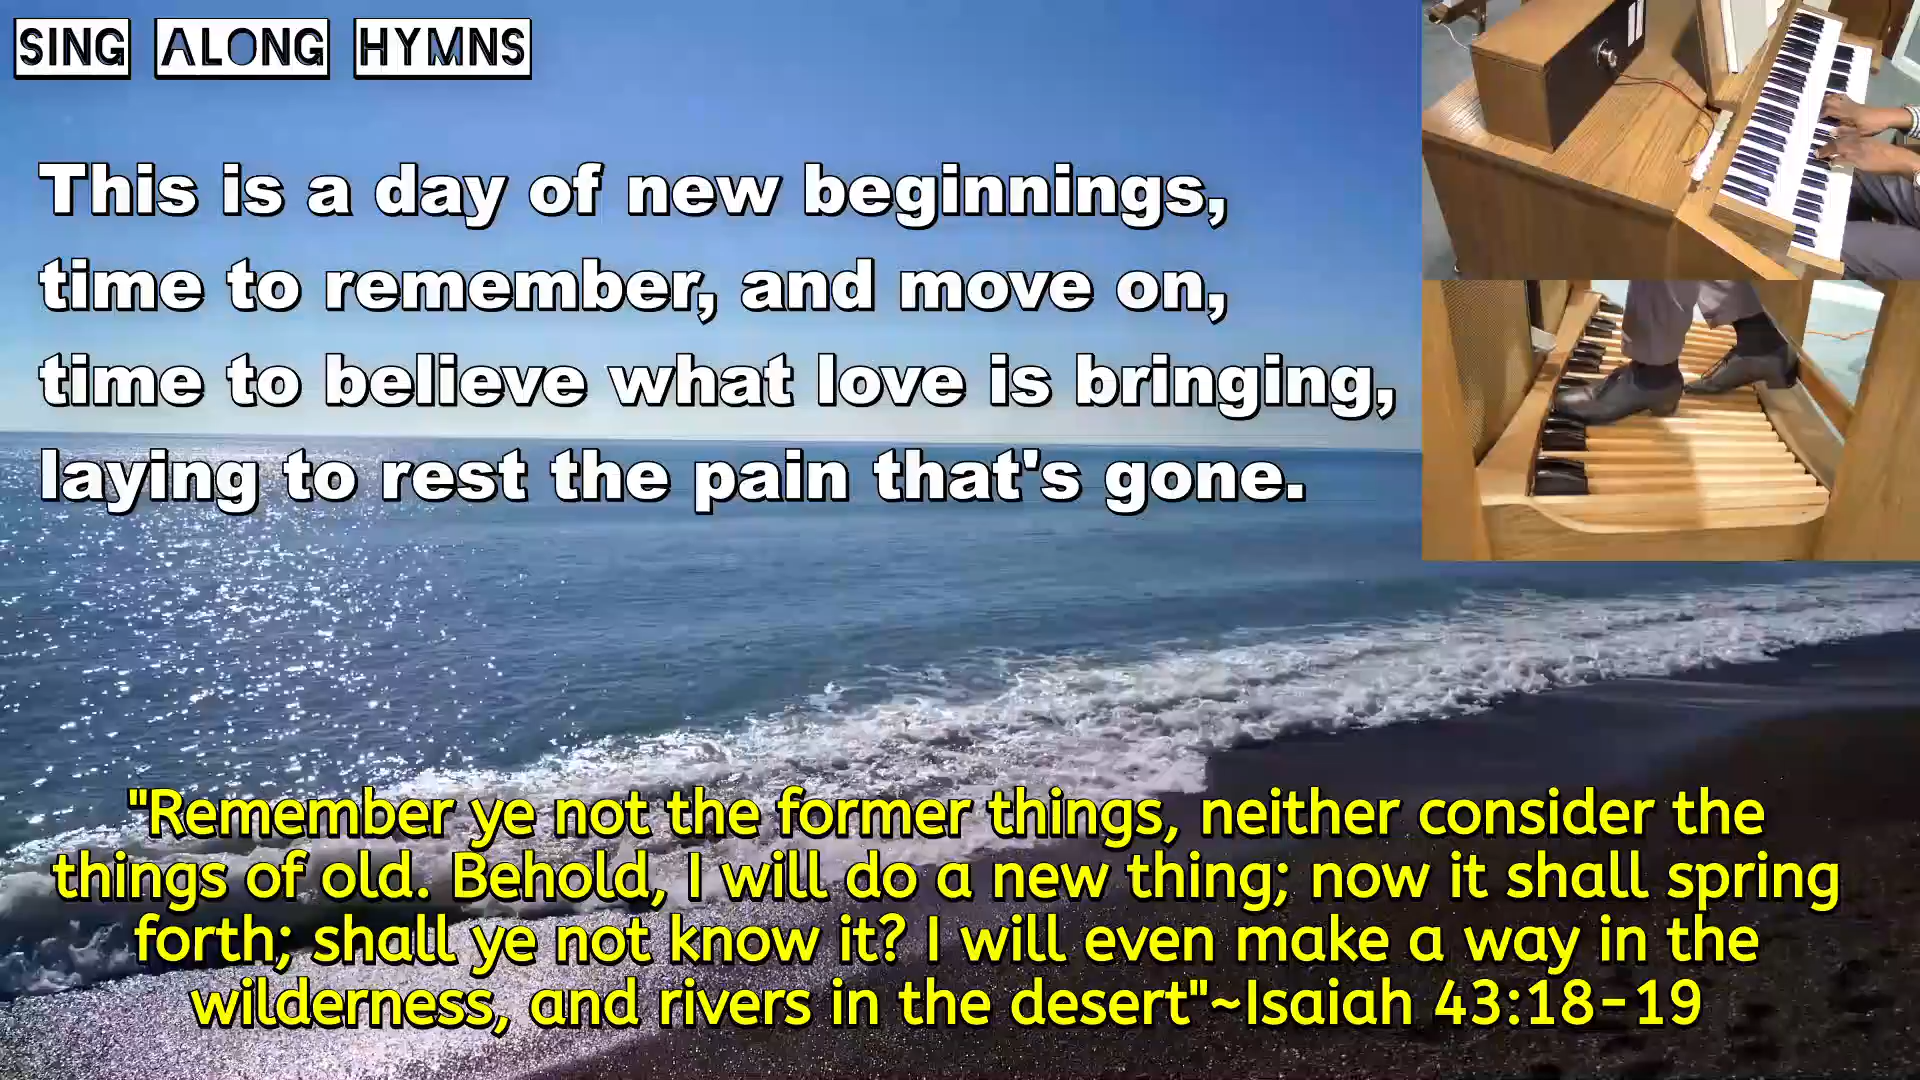 SING ALONG HYMNS
This is a day of new beginnings,
time to remember, and move on,
time to believe what love is bringing,
laying to rest the pain that's gone.
"Remember ye not the former things, neither consider the
things of old. Behold, I will do a new thing; now it shall spring
forth; shall ye not know it? I will even make a way in the
wilderness, and rivers in the desert"~Isaiah 43:18-19